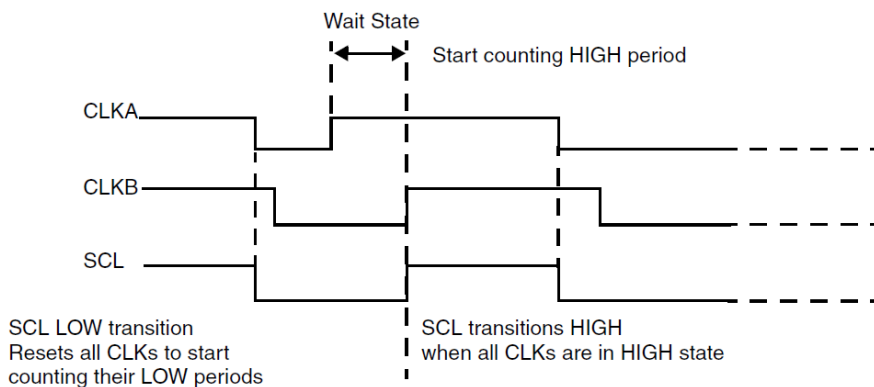 Wait State
Start counting HIGH period
CLKA
CLKB
SCL
SCL LOW transition
Resets all CLKs to start
counting their LOW periods
SCL transitions HIGH
when all CLKs are in HIGH state